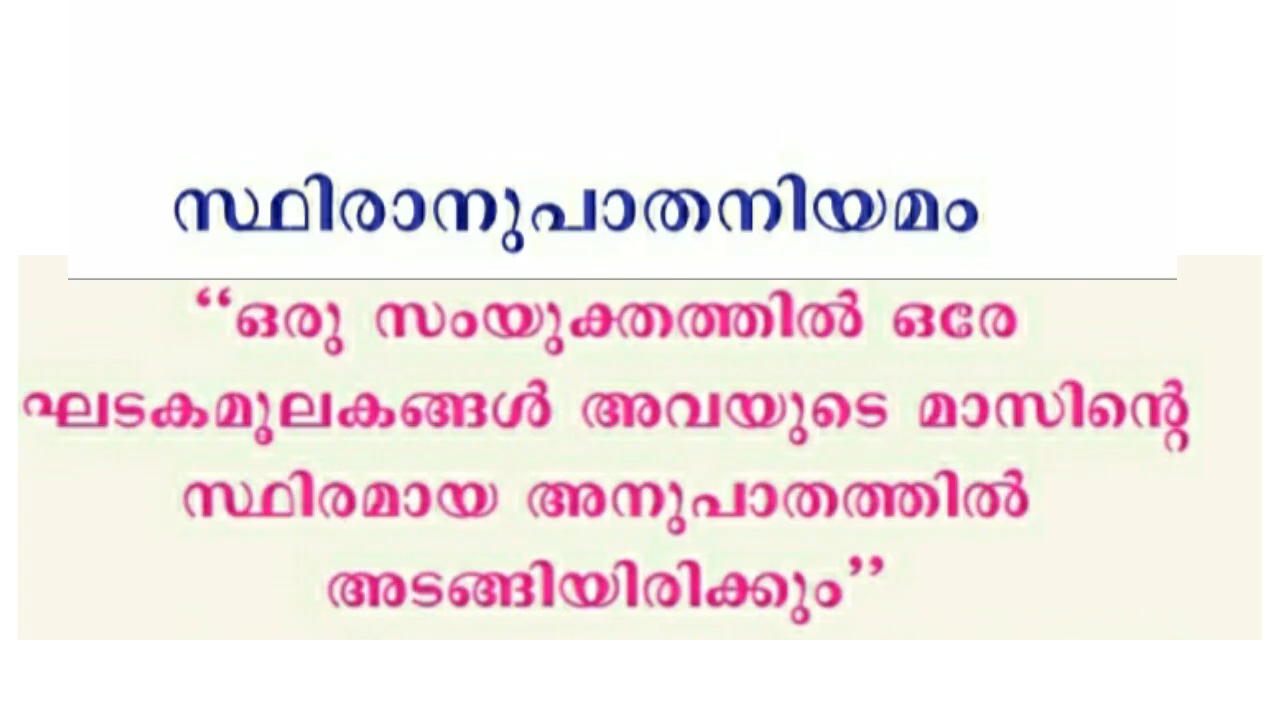 സ്ഥിരാനുപാതനിയമം
“ഒരു സംയുക്തത്തിൽ ഒരേ
ഘടകമൂലകങ്ങൾ അവയുടെ മാസിന്റെ
സ്ഥിരമായ അനുപാതത്തിൽ
അടങ്ങിയിരിക്കും”